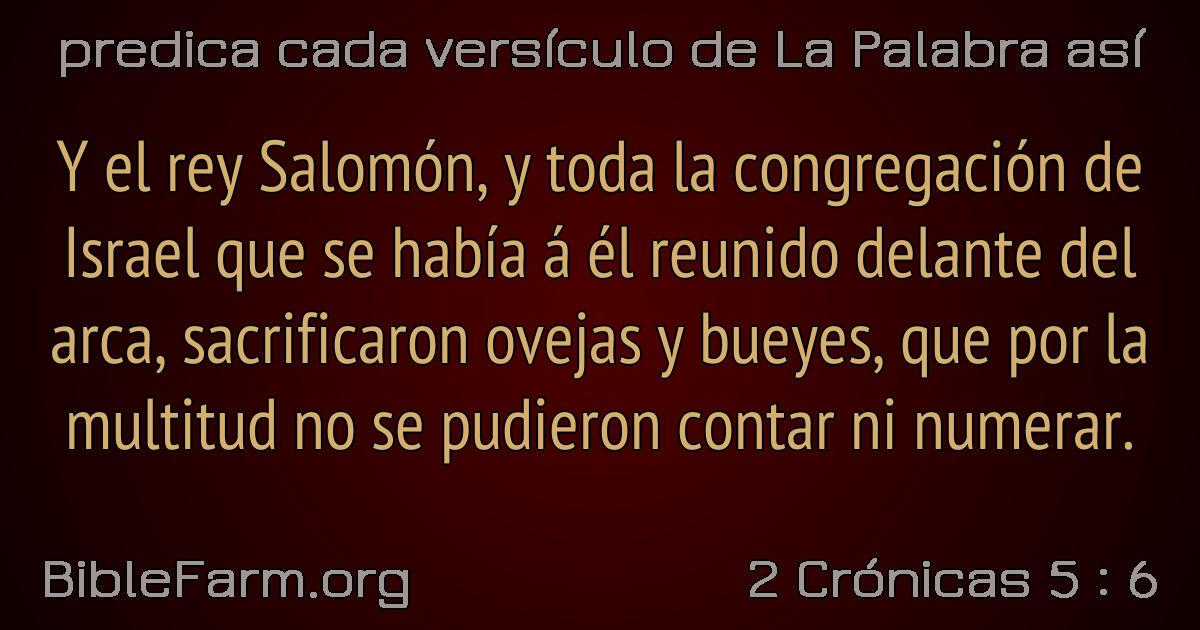 predica cada versículo de La Palabra así
Y el rey Salomón, y toda la congregación de
Israel que se había á él reunido delante del
arca, sacrificaron ovejas y bueyes, que por la
multitud no se pudieron contar ni numerar.
BibleFarm.org
2 Crónicas 5 : 6